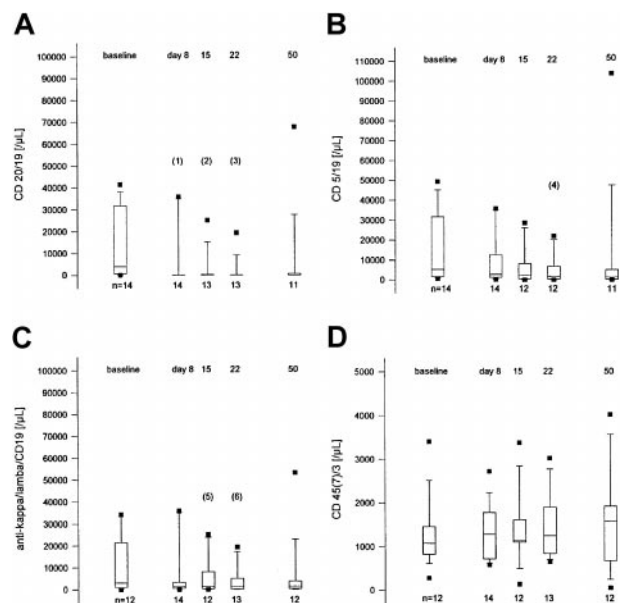 A
baseline day 8 15 22 50
100000
90000
80000
70000
60000
50000
40000
30000
20000
10000
0
CD 20/19 [/µL]
(1) (2) (3)
n=14 14 13 13 11
B
baseline day 8 15 22 50
110000
100000
90000
80000
70000
60000
50000
40000
30000
20000
10000
0
CD 5/19 [/µL]
(4)
n=14 14 12 12 11
C
baseline day 8 15 22 50
100000
90000
80000
70000
60000
50000
40000
30000
20000
10000
0
anti-kappa/lamba/CD19 [/µL]
(5) (6)
n=12 14 12 13 12
D
baseline day 8 15 22 50
5000
4000
3000
2000
1000
0
CD 45(7)/3 [/µL]
n=12 14 12 13 12